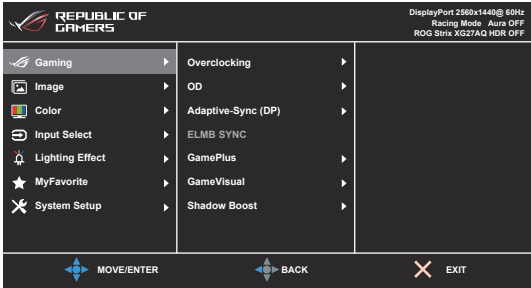 REPUBLIC OF
GAMERS
DisplayPort 2560x1440@ 60Hz
Racing Mode Aura OFF
ROG Strix XG27AQ HDR OFF
Gaming
Image
Color
Input Select
Lighting Effect
MyFavorite
System Setup
Overclocking
OD
Adaptive-Sync (DP)
ELMB SYNC
GamePlus
GameVisual
Shadow Boost
MOVE/ENTER
BACK
EXIT